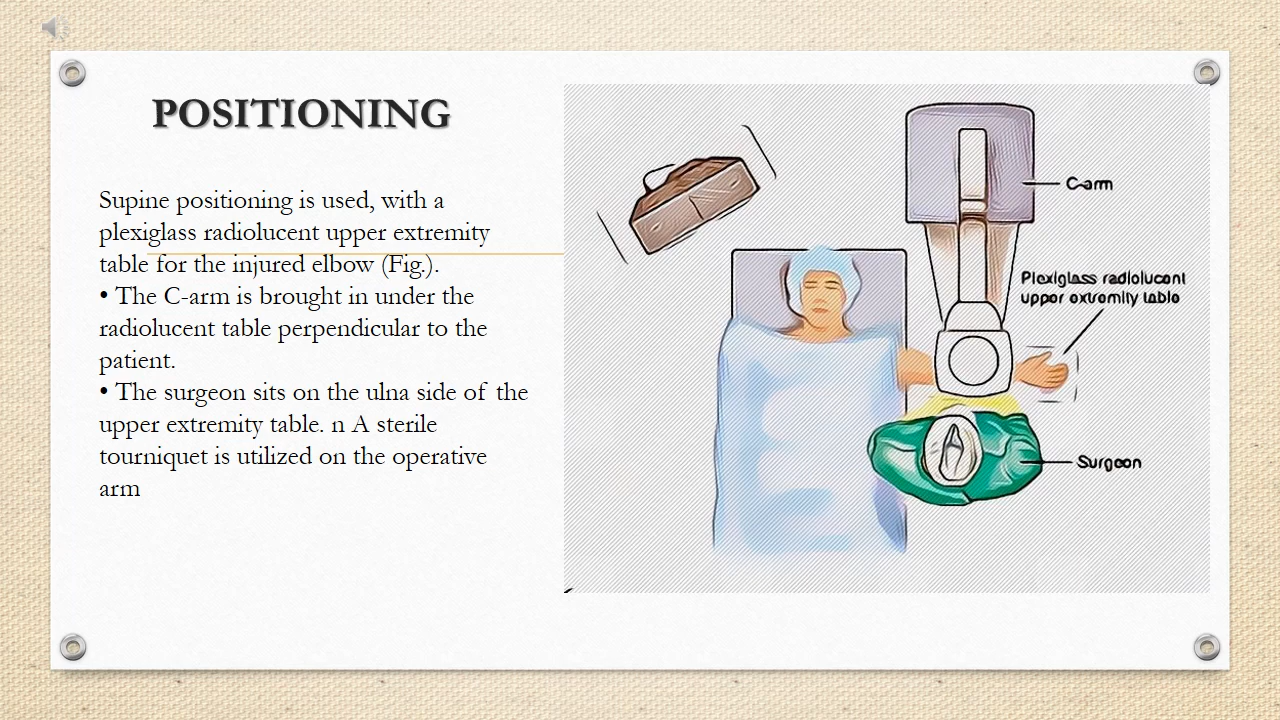 POSITIONING
Supine positioning is used, with a
plexiglass radiolucent upper extremity
table for the injured elbow (Fig.).
• The C-arm is brought in under the
radiolucent table perpendicular to the
patient.
• The surgeon sits on the ulna side of the
upper extremity table. n A sterile
tourniquet is utilized on the operative
arm
C-arm
Plexiglass radiolucent
upper extremity table
Surgeon